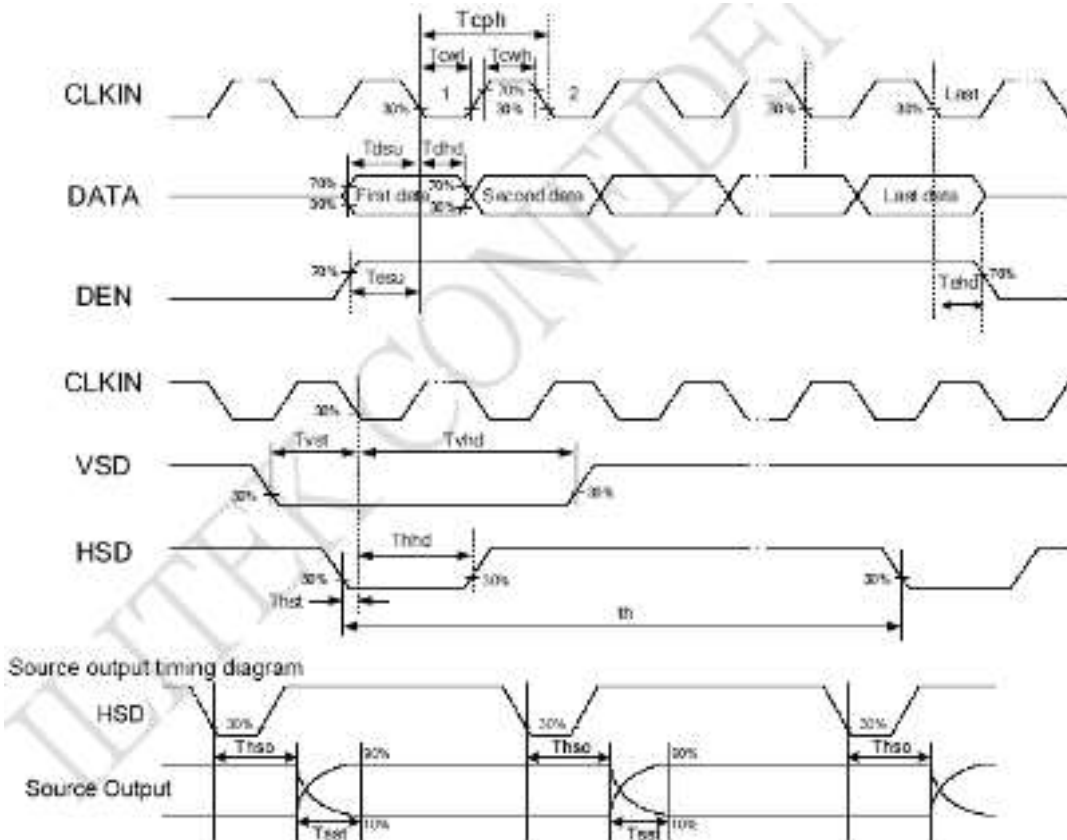 Tcph
Tcwl Tcwh
CLKIN 30% 1 70% 30% 2 30% 30% Last
Tdsu Tdhd
DATA 70% 30% First data 70% 30% Second data Last data
DEN 70% Tesu Tehd 70%
CLKIN 30%
Tvst Tvhd
VSD 30% 30%
HSD Thhd
30% 30% 30%
Thst
th
Source output timing diagram
HSD 30% 30% 30%
Thso Thso Thso
90% 90%
Source Output
Tsst 10% Tsst 10%
ILITEK CONFIDE